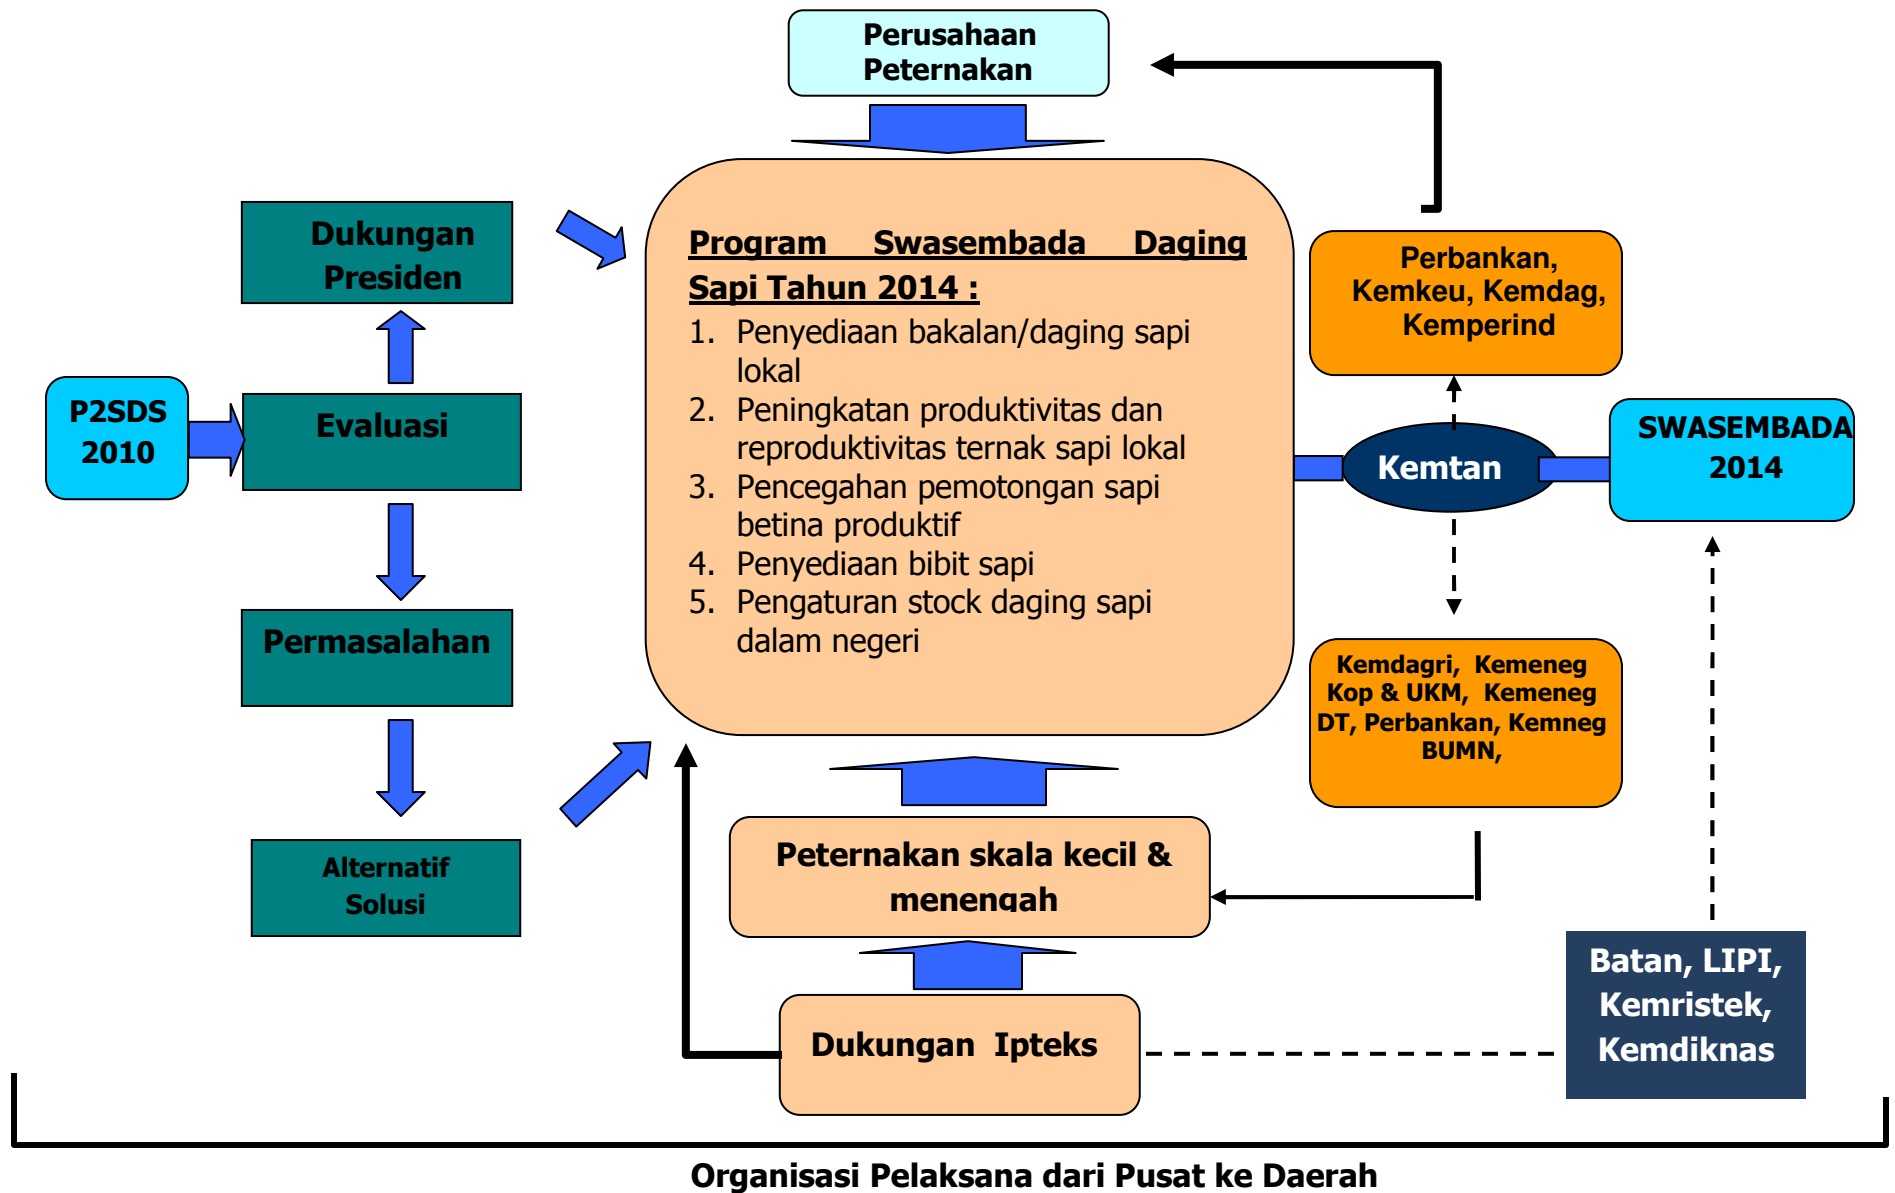 Perusahaan
Peternakan
Dukungan
Presiden
P2SDS
2010
Evaluasi
Permasalahan
Alternatif
Solusi
Program Swasembada Daging
Sapi Tahun 2014 :
1. Penyediaan bakalan/daging sapi
lokal
2. Peningkatan produktivitas dan
reproduktivitas ternak sapi lokal
3. Pencegahan pemotongan sapi
betina produktif
4. Penyediaan bibit sapi
5. Pengaturan stock daging sapi
dalam negeri
Perbankan,
Kemkeu, Kemdag,
Kemperind
Kemtan
SWASEMBADA
2014
Kemdagri, Kemeneg
Kop & UKM, Kemeneg
DT, Perbankan, Kemneg
BUMN,
Peternakan skala kecil &
menengah
Dukungan Ipteks
Batan, LIPI,
Kemristek,
Kemdiknas
Organisasi Pelaksana dari Pusat ke Daerah